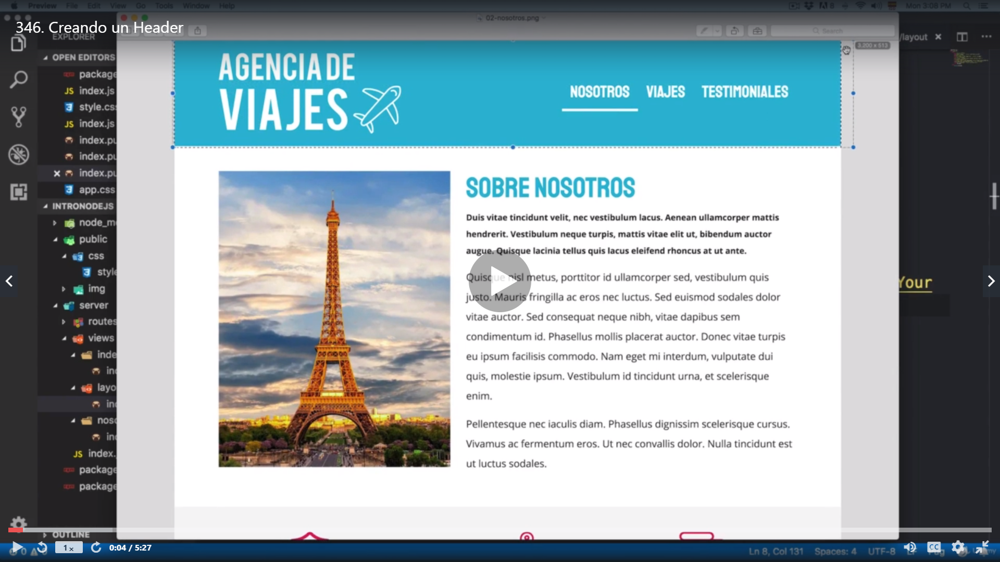 Preview File Edit View Go Tools Window Help
Mon 3:08 PM
346. Creando un Header
02-nosotros.png
Search
EXPLORER
/layout
3,200 x 513
OPEN EDITORS
package
JS index.js
style.css
JS index.js
index.pu
index.pu
index.pu
app.css
INTRONODEJS
node_m
public
css
style
img
server
routes
views
inde
ind
layo
ind
noso
ind
JS index.
package
package
OUTLINE
AGENCIA DE
VIAJES
NOSOTROS VIAJES TESTIMONIALES
SOBRE NOSOTROS
Duis vitae tincidunt velit, nec vestibulum lacus. Aenean ullamcorper mattis
hendrerit. Vestibulum neque turpis, mattis vitae elit ut, bibendum auctor
augue. Quisque lacinia tellus quis lacus eleifend rhoncus at ut ante.
Quisque nisl metus, porttitor id ullamcorper sed, vestibulum quis
justo. Mauris fringilla ac eros nec luctus. Sed euismod sodales dolor
vitae auctor. Sed consequat neque nibh, vitae dapibus sem
condimentum id. Phasellus mollis placerat auctor. Donec vitae turpis
eu ipsum facilisis commodo. Nam eget mi interdum, vulputate dui
quis, molestie ipsum. Vestibulum id tincidunt urna, et scelerisque
enim.
Pellentesque nec iaculis diam. Phasellus dignissim scelerisque cursus.
Vivamus ac fermentum eros. Ut nec convallis dolor. Nulla tincidunt est
ut luctus sodales.
Your
1x 0:04 / 5:27
Ln 8, Col 131 Spaces: 4 UTF-8
CC